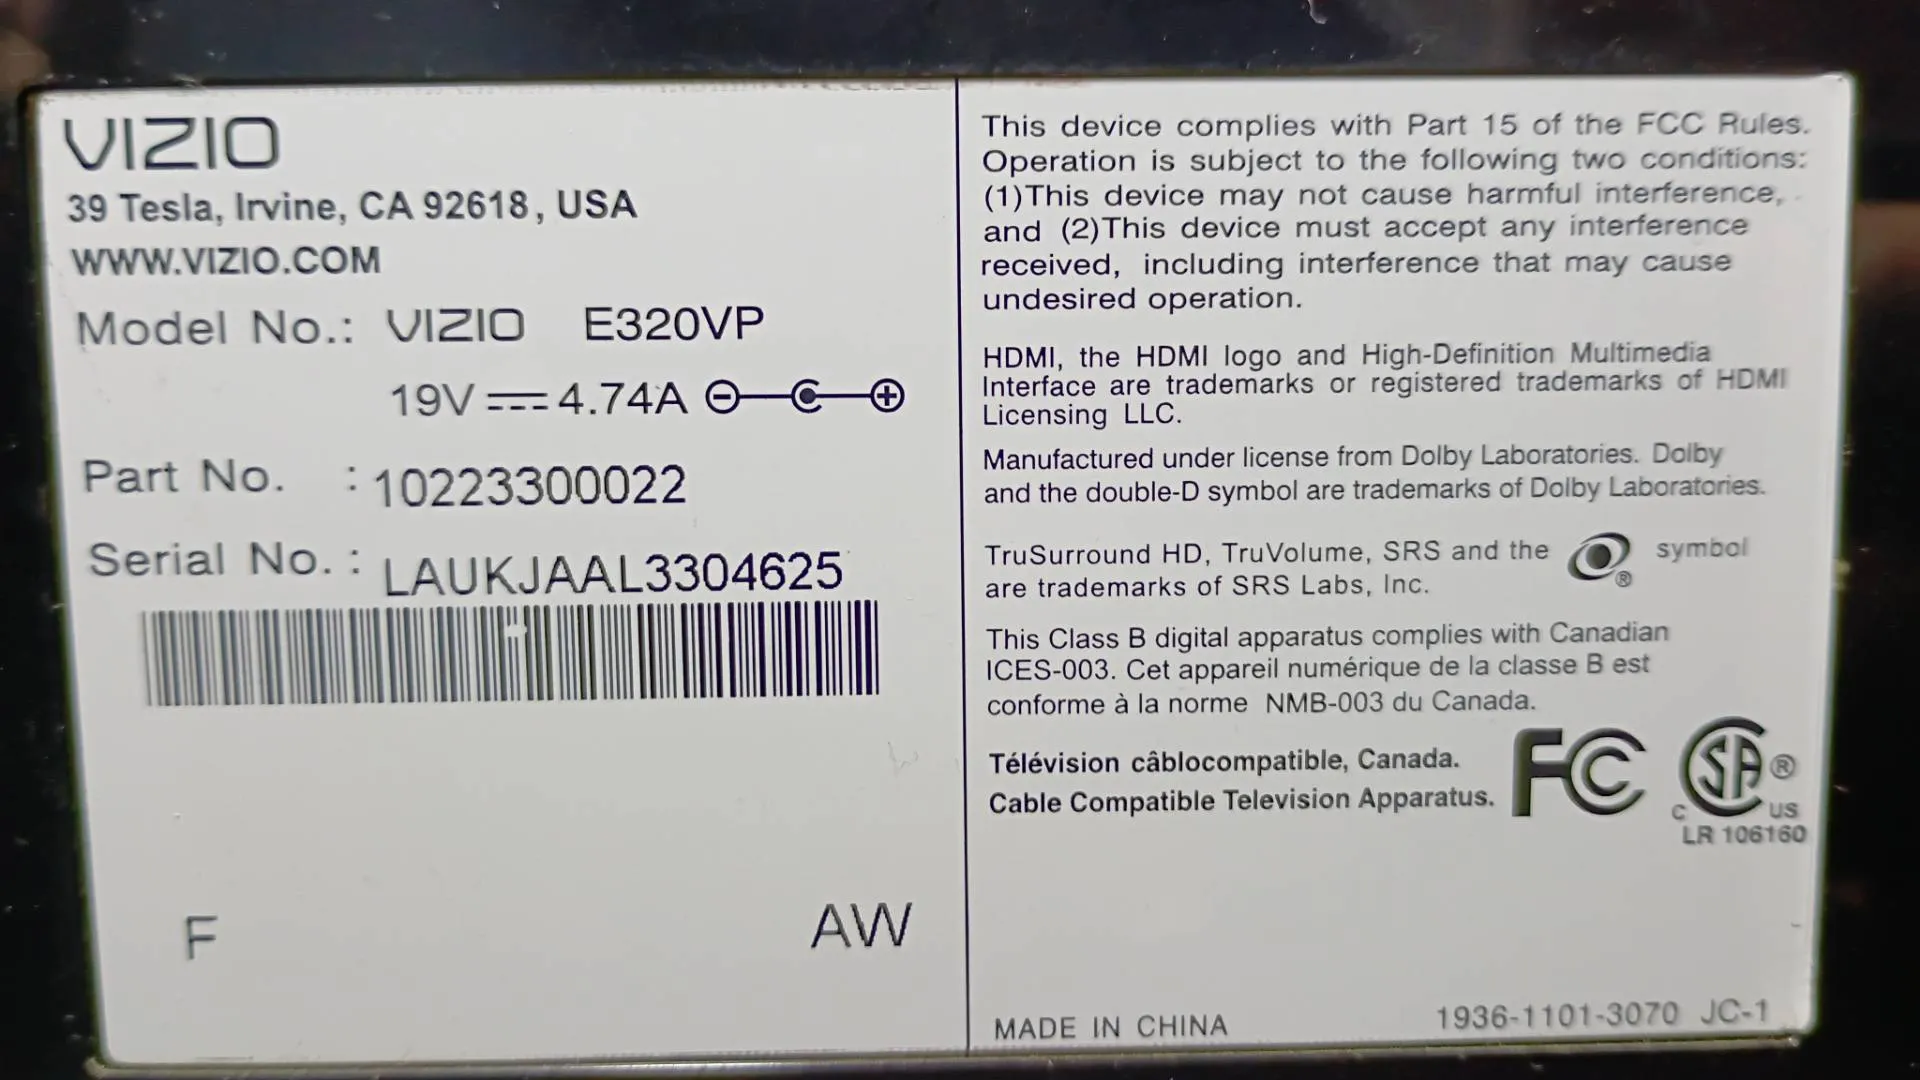 VIZIO
39 Tesla, Irvine, CA 92618, USA
WWW.VIZIO.COM
Model No.: VIZIO E320VP
19V 4.74A
Part No. : 10223300022
Serial No. : LAUKJAAL3304625
F AW
This device complies with Part 15 of the FCC Rules.
Operation is subject to the following two conditions:
(1)This device may not cause harmful interference,
and (2)This device must accept any interference
received, including interference that may cause
undesired operation.
HDMI, the HDMI logo and High-Definition Multimedia
Interface are trademarks or registered trademarks of HDMI
Licensing LLC.
Manufactured under license from Dolby Laboratories. Dolby
and the double-D symbol are trademarks of Dolby Laboratories.
TruSurround HD, TruVolume, SRS and the ® symbol
are trademarks of SRS Labs, Inc.
This Class B digital apparatus complies with Canadian
ICES-003. Cet appareil numérique de la classe B est
conforme à la norme NMB-003 du Canada.
Télévision câblocompatible, Canada.
Cable Compatible Television Apparatus.
FC
C SA ® US
LR 106160
MADE IN CHINA
1936-1101-3070 JC-1